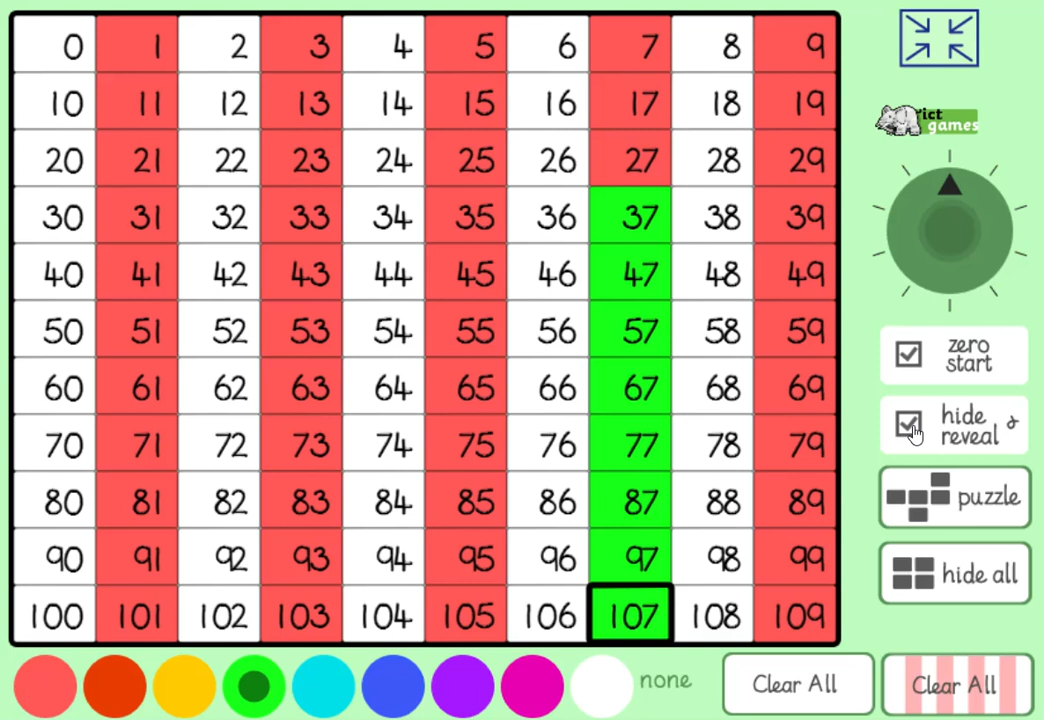 0 1 2 3 4 5 6 7 8 9
10 11 12 13 14 15 16 17 18 19
20 21 22 23 24 25 26 27 28 29
30 31 32 33 34 35 36 37 38 39
40 41 42 43 44 45 46 47 48 49
50 51 52 53 54 55 56 57 58 59
60 61 62 63 64 65 66 67 68 69
70 71 72 73 74 75 76 77 78 79
80 81 82 83 84 85 86 87 88 89
90 91 92 93 94 95 96 97 98 99
100 101 102 103 104 105 106 107 108 109
ict
games
zero
start
hide &
reveal
puzzle
hide all
none
Clear All
Clear All